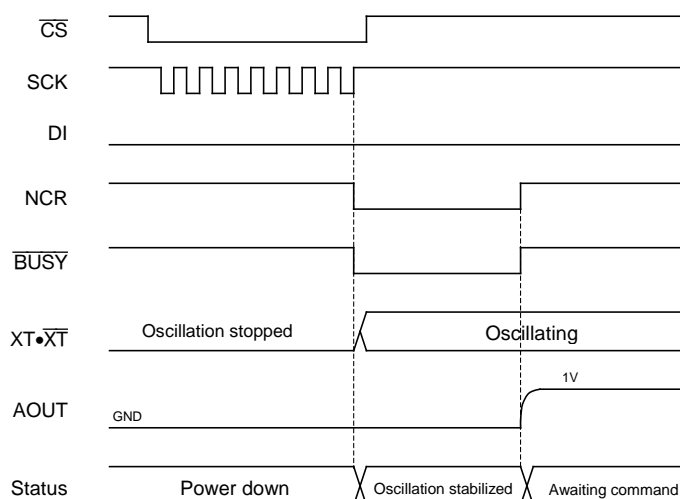 CS
SCK
DI
NCR
BUSY
XT•XT Oscillation stopped Oscillating
1V
AOUT GND
Status Power down Oscillation stabilized Awaiting command